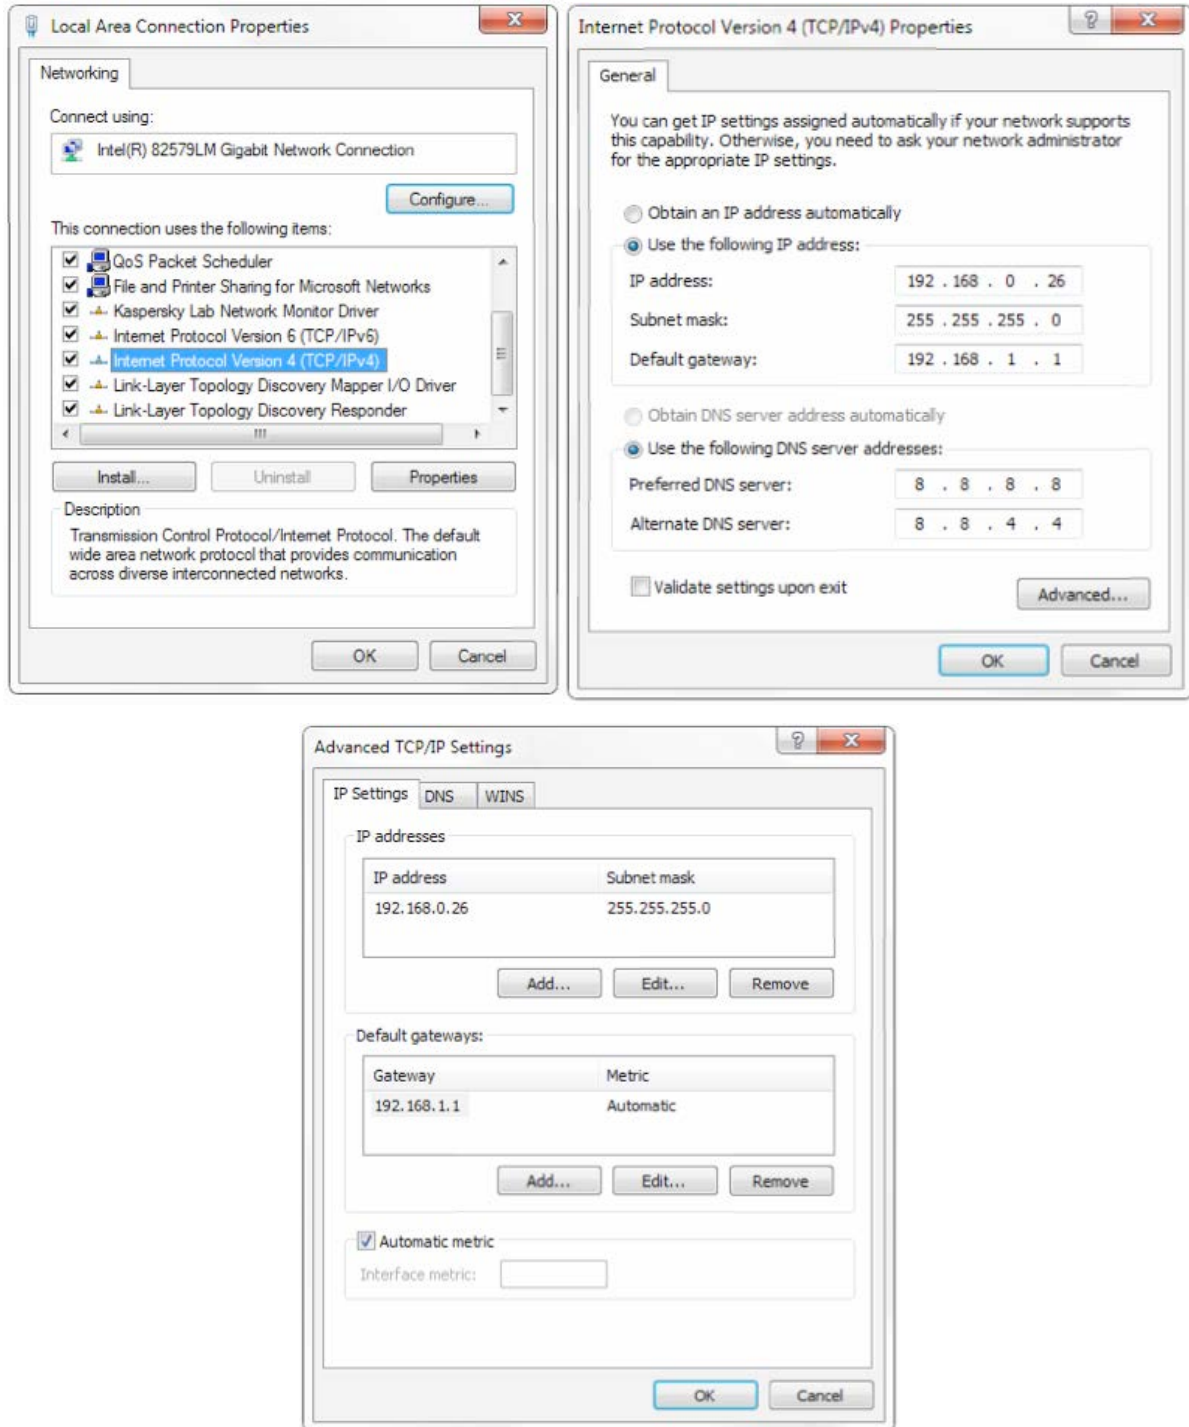 Local Area Connection Properties
Networking
Connect using:
Intel(R) 82579LM Gigabit Network Connection
Configure...
This connection uses the following items:
QoS Packet Scheduler
File and Printer Sharing for Microsoft Networks
Kaspersky Lab Network Monitor Driver
Internet Protocol Version 6 (TCP/IPv6)
Internet Protocol Version 4 (TCP/IPv4)
Link-Layer Topology Discovery Mapper I/O Driver
Link-Layer Topology Discovery Responder
Install... Uninstall Properties
Description
Transmission Control Protocol/Internet Protocol. The default
wide area network protocol that provides communication
across diverse interconnected networks.
OK Cancel
Internet Protocol Version 4 (TCP/IPv4) Properties
General
You can get IP settings assigned automatically if your network supports
this capability. Otherwise, you need to ask your network administrator
for the appropriate IP settings.
Obtain an IP address automatically
Use the following IP address:
IP address: 192 . 168 . 0 . 26
Subnet mask: 255 . 255 . 255 . 0
Default gateway: 192 . 168 . 1 . 1
Obtain DNS server address automatically
Use the following DNS server addresses:
Preferred DNS server: 8 . 8 . 8 . 8
Alternate DNS server: 8 . 8 . 4 . 4
Validate settings upon exit
Advanced...
OK Cancel
Advanced TCP/IP Settings
IP Settings DNS WINS
IP addresses
IP address Subnet mask
192.168.0.26 255.255.255.0
Add... Edit... Remove
Default gateways:
Gateway Metric
192.168.1.1 Automatic
Add... Edit... Remove
Automatic metric
Interface metric:
OK Cancel